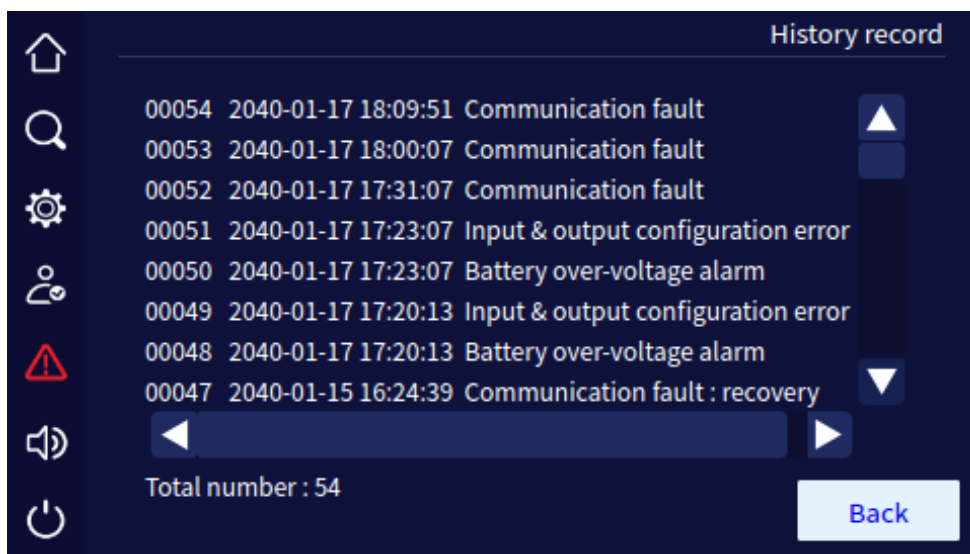 History record
00054 2040-01-17 18:09:51 Communication fault
00053 2040-01-17 18:00:07 Communication fault
00052 2040-01-17 17:31:07 Communication fault
00051 2040-01-17 17:23:07 Input & output configuration error
00050 2040-01-17 17:23:07 Battery over-voltage alarm
00049 2040-01-17 17:20:13 Input & output configuration error
00048 2040-01-17 17:20:13 Battery over-voltage alarm
00047 2040-01-15 16:24:39 Communication fault : recovery
Total number : 54
Back